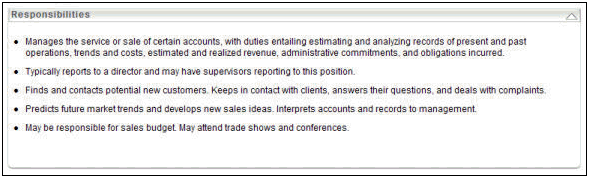 Responsibilities
• Manages the service or sale of certain accounts, with duties entailing estimating and analyzing records of present and past
operations, trends and costs, estimated and realized revenue, administrative commitments, and obligations incurred.
• Typically reports to a director and may have supervisors reporting to this position.
• Finds and contacts potential new customers. Keeps in contact with clients, answers their questions, and deals with complaints.
• Predicts future market trends and develops new sales ideas. Interprets accounts and records to management.
• May be responsible for sales budget. May attend trade shows and conferences.